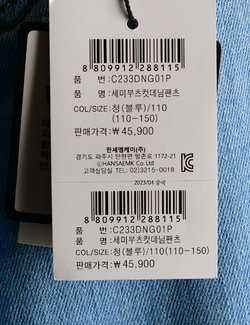 8 809912 288115
품 번: C233DNG01P
품 명: 세미부츠컷데님팬츠
COL/SIZE: 청(블루)/110
(110-150)
판매가격: ₩ 45,900
한세엠케이(주)
경기도 파주시 탄현면 방촌로 1172-21
ⓒHANSAEMK Co.Ltd
고객상담실 TEL: 02)3215-0018
2023/04 중국
8 809912 288115
품 번: C233DNG01P
품 명: 세미부츠컷데님팬츠
COL/SIZE: 청(블루)/110(110-150)
판매가격: ₩ 45,900